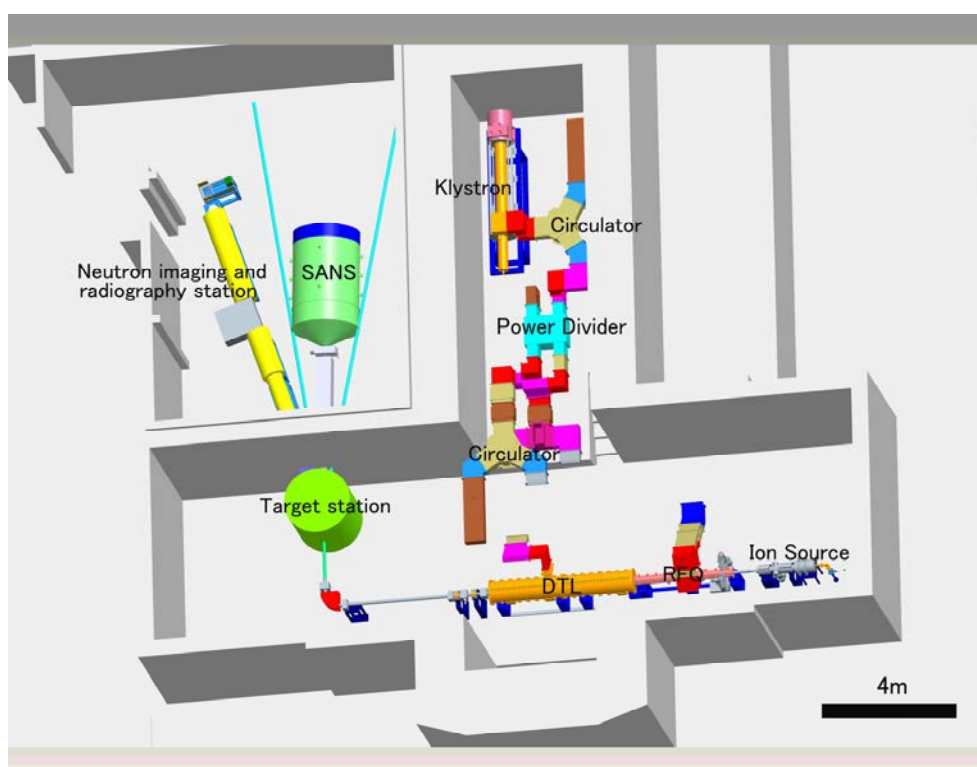 Klystron
Circulator
Neutron imaging and
radiography station
SANS
Power Divider
Circulator
Target station
DTL
RFQ
Ion Source
4m